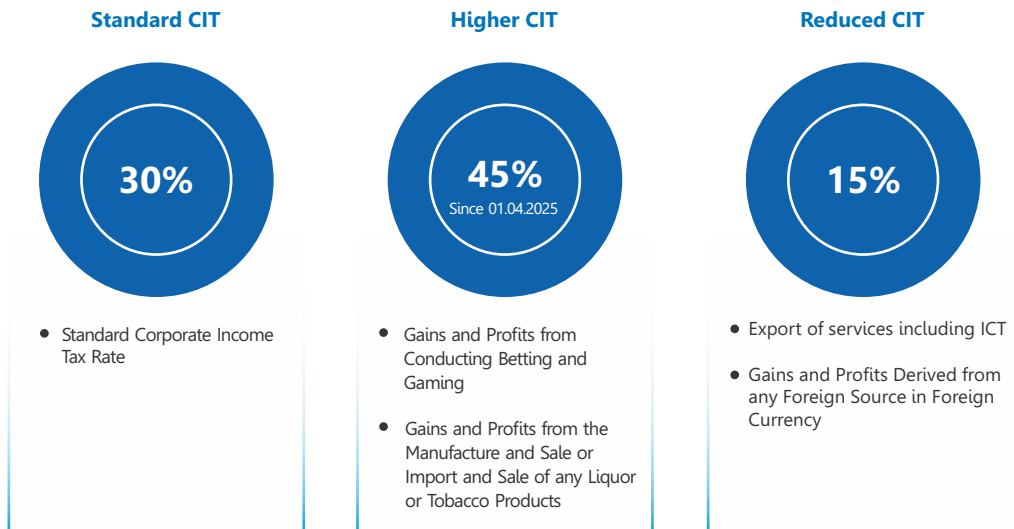 Standard CIT
30%
• Standard Corporate Income
Tax Rate
Higher CIT
45%
Since 01.04.2025
• Gains and Profits from
Conducting Betting and
Gaming
• Gains and Profits from the
Manufacture and Sale or
Import and Sale of any Liquor
or Tobacco Products
Reduced CIT
15%
• Export of services including ICT
• Gains and Profits Derived from
any Foreign Source in Foreign
Currency